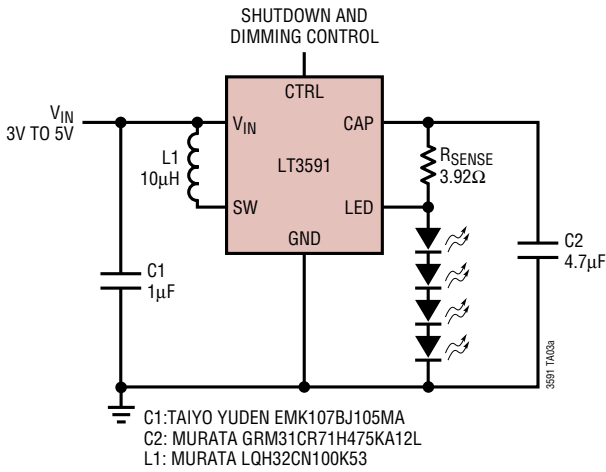 SHUTDOWN AND
DIMMING CONTROL
CTRL
VIN
3V TO 5V
VIN
CAP
L1
10µH
LT3591
RSENSE
3.92Ω
SW
LED
GND
C1
1µF
C2
4.7µF
3591 TA03a
C1:TAIYO YUDEN EMK107BJ105MA
C2: MURATA GRM31CR71H475KA12L
L1: MURATA LQH32CN100K53